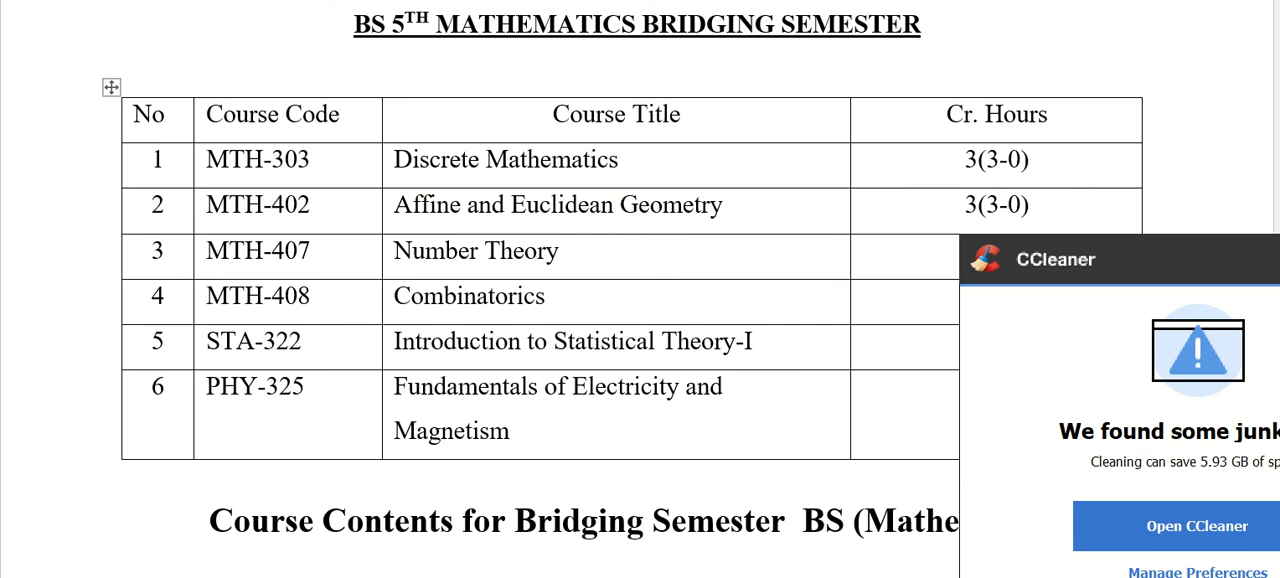 BS 5TH MATHEMATICS BRIDGING SEMESTER
No Course Code Course Title Cr. Hours
1 MTH-303 Discrete Mathematics 3(3-0)
2 MTH-402 Affine and Euclidean Geometry 3(3-0)
3 MTH-407 Number Theory
4 MTH-408 Combinatorics
5 STA-322 Introduction to Statistical Theory-I
6 PHY-325 Fundamentals of Electricity and
Magnetism
Course Contents for Bridging Semester BS (Mathe
CCleaner
We found some junk
Cleaning can save 5.93 GB of sp
Open CCleaner
Manage Preferences